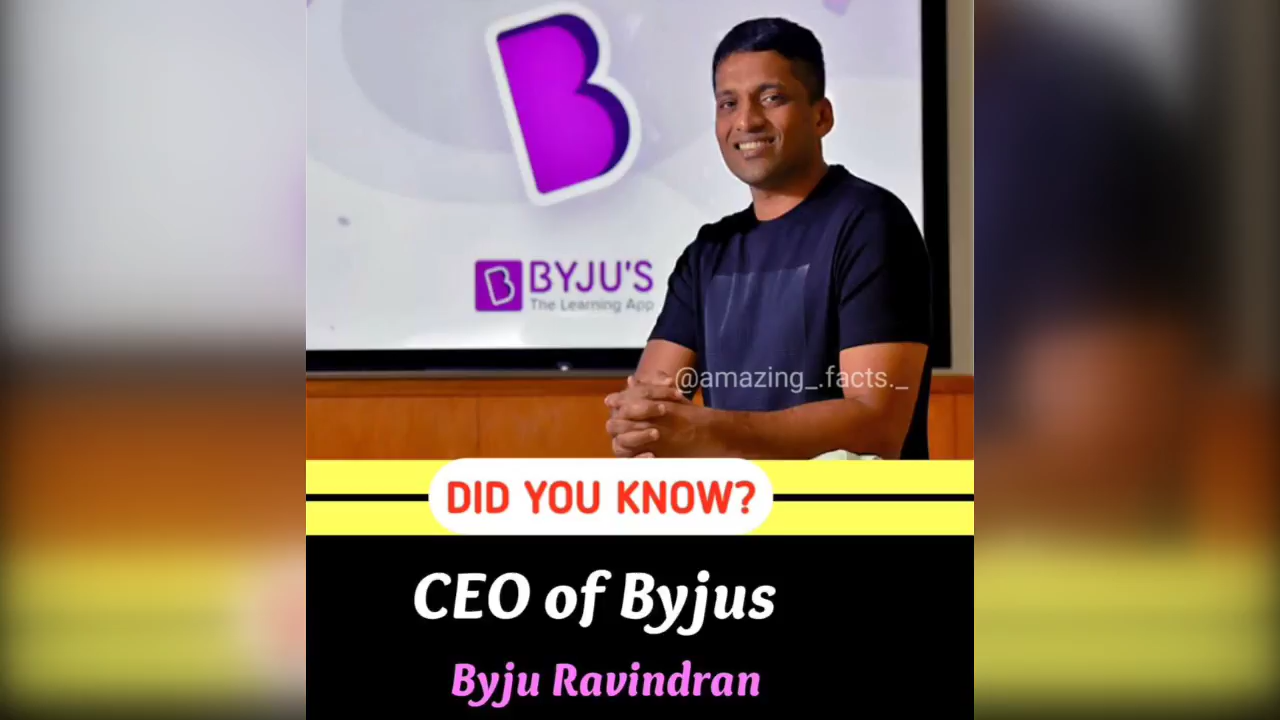 B
B BYJU'S
The Learning App
@amazing_.facts._
DID YOU KNOW?
CEO of Byjus
Byju Ravindran